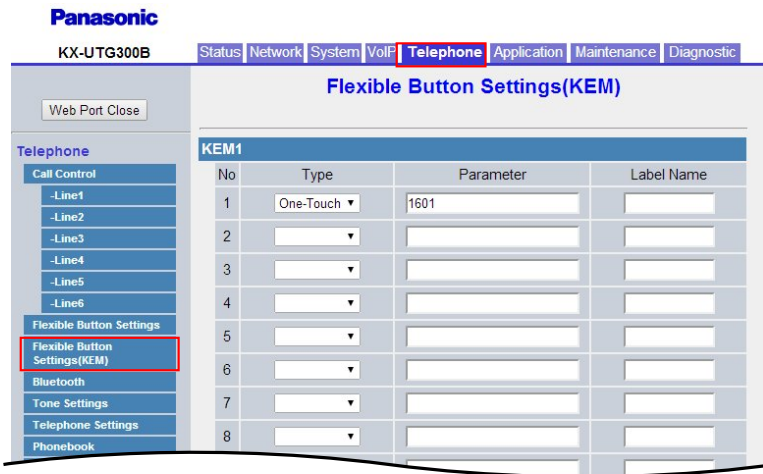 Panasonic
KX-UTG300B
Status Network System VoIP Telephone Application Maintenance Diagnostic
Web Port Close
Telephone
Call Control
-Line1
-Line2
-Line3
-Line4
-Line5
-Line6
Flexible Button Settings
Flexible Button
Settings(KEM)
Bluetooth
Tone Settings
Telephone Settings
Phonebook
Flexible Button Settings(KEM)
KEM1
No Type Parameter Label Name
1 One-Touch 1601
2
3
4
5
6
7
8